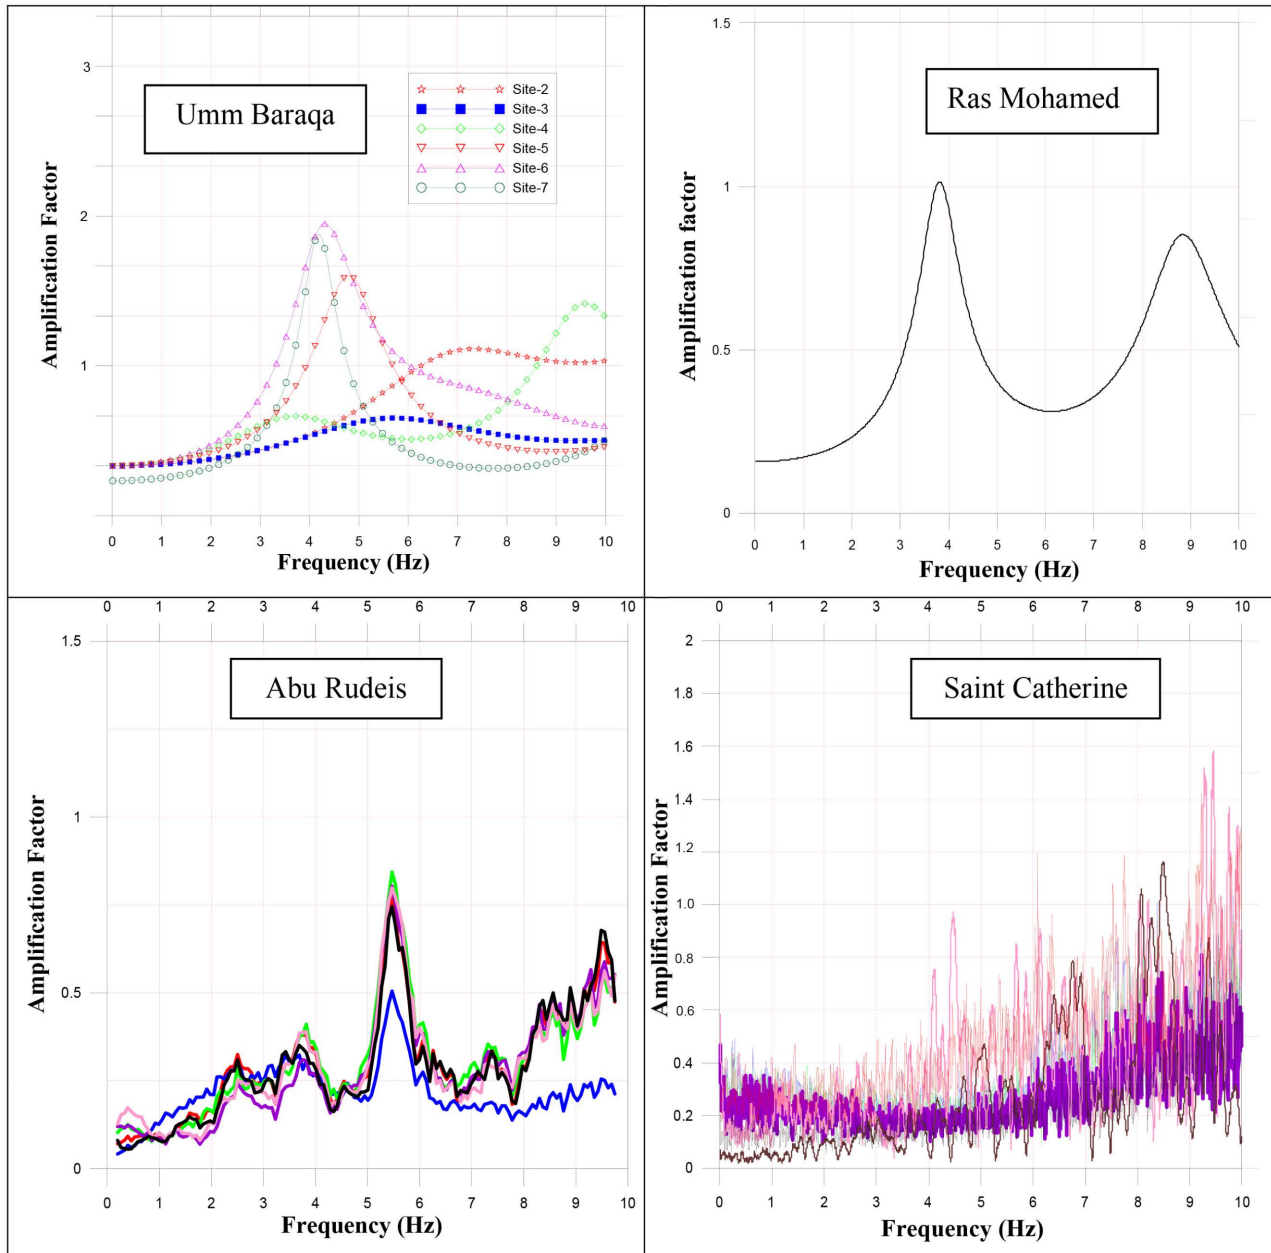 Umm Baraqa
Site-2
Site-3
Site-4
Site-5
Site-6
Site-7
3
2
1
Amplification Factor
0 1 2 3 4 5 6 7 8 9 10
Frequency (Hz)
Ras Mohamed
1.5
1
0.5
0
Amplification factor
0 1 2 3 4 5 6 7 8 9 10
Frequency (Hz)
0 1 2 3 4 5 6 7 8 9 10
Abu Rudeis
1.5
1
0.5
0
Amplification Factor
0 1 2 3 4 5 6 7 8 9 10
Frequency (Hz)
0 1 2 3 4 5 6 7 8 9 10
Saint Catherine
2
1.8
1.6
1.4
1.2
1.0
0.8
0.6
0.4
0.2
0
Amplification Factor
0 1 2 3 4 5 6 7 8 9 10
Frequency (Hz)